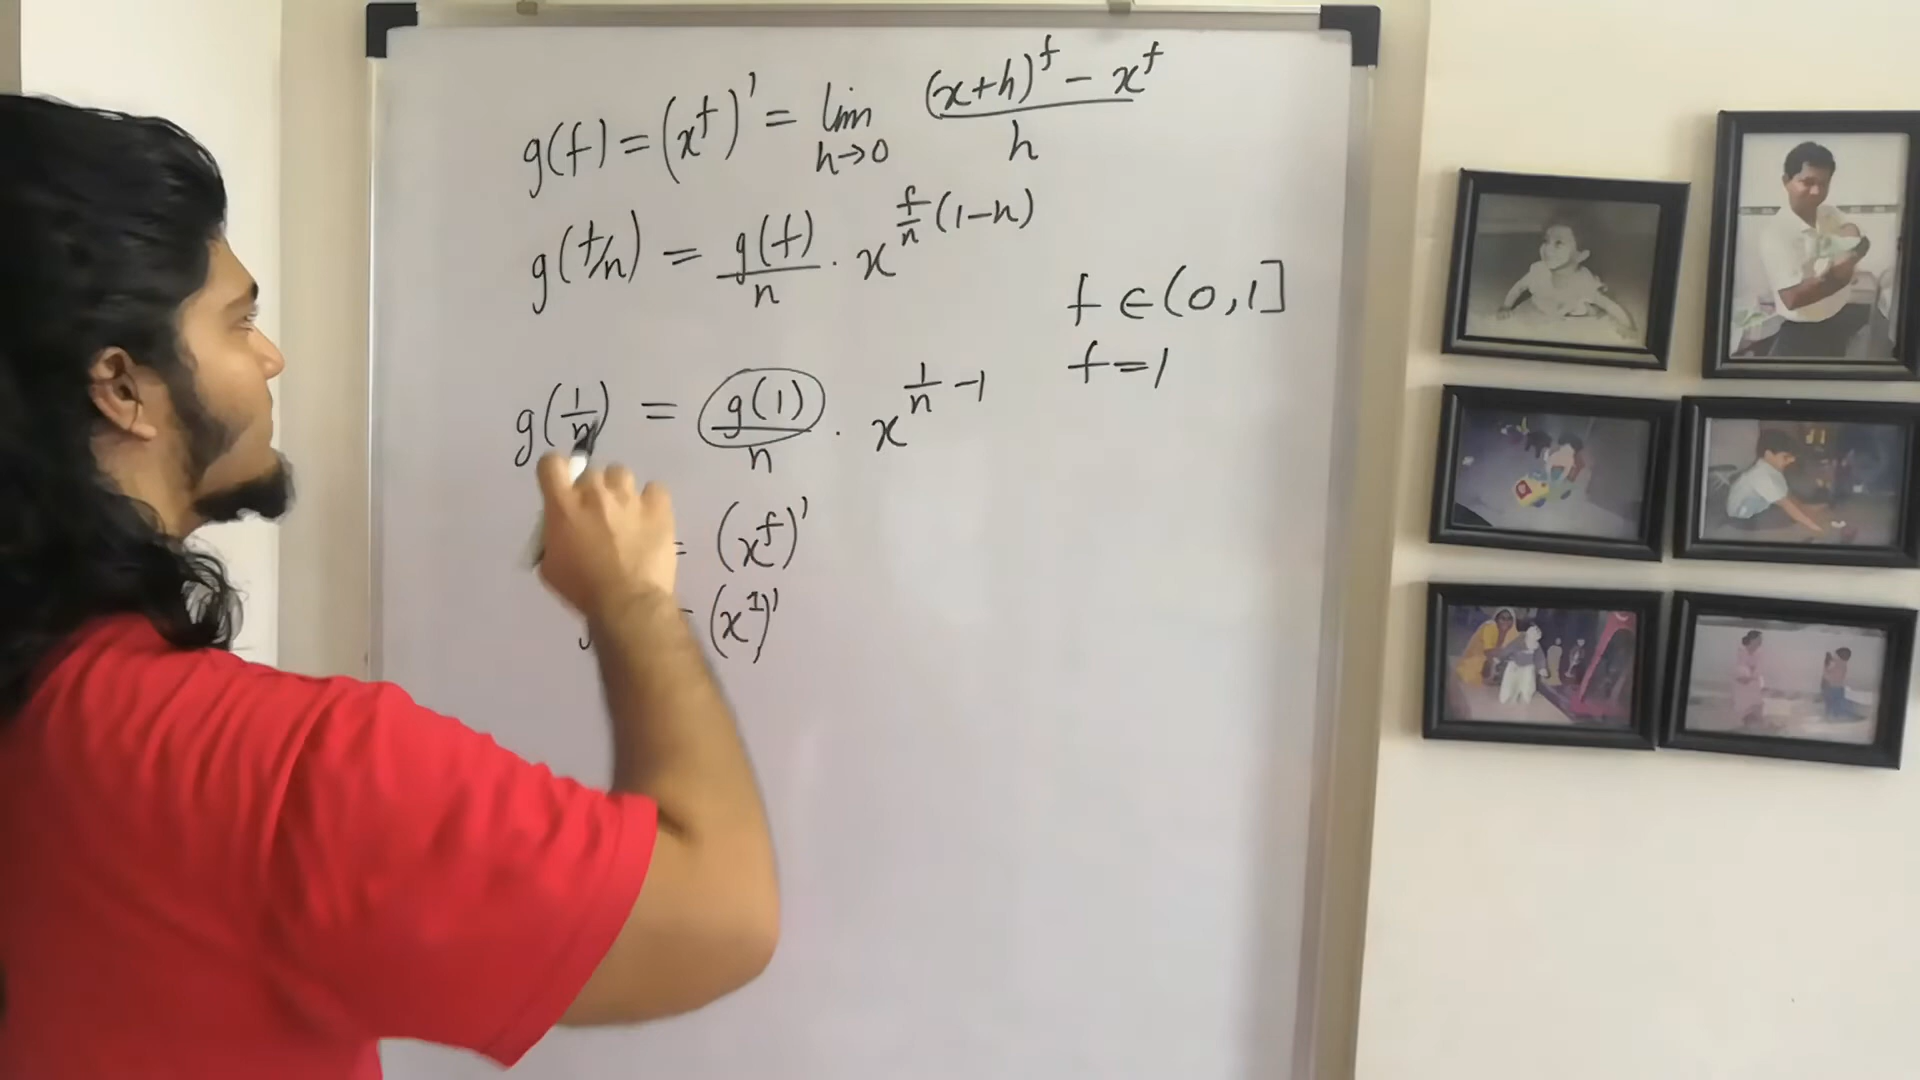 g(f) = (x^f)' = lim h→0 (x+h)^f − x^f / h
g(f/n) = g(f)/n · x^(f/n (1−n))
f ∈ (0,1]
f = 1
g(1/n) = g(1)/n · x^(1/n −1)
= (x^f)'
= (x^1)'